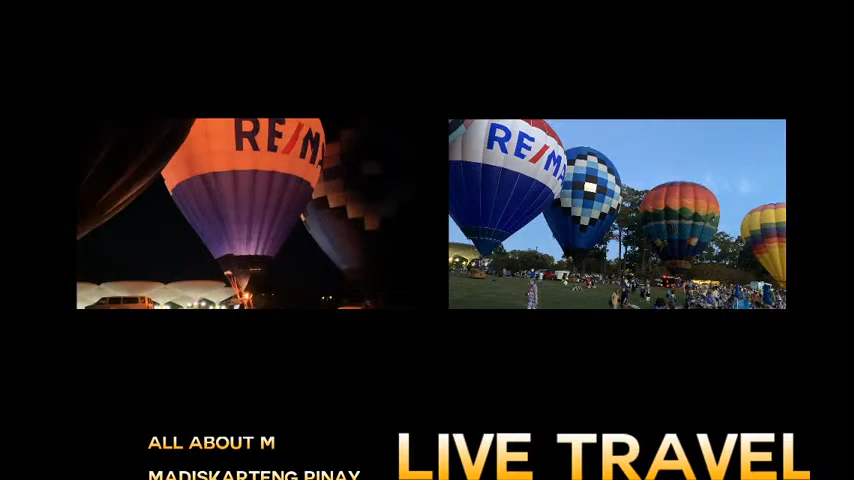 RE/MA
RE/MA
ALL ABOUT M
LIVE TRAVEL
MADISKARTENG PINAY